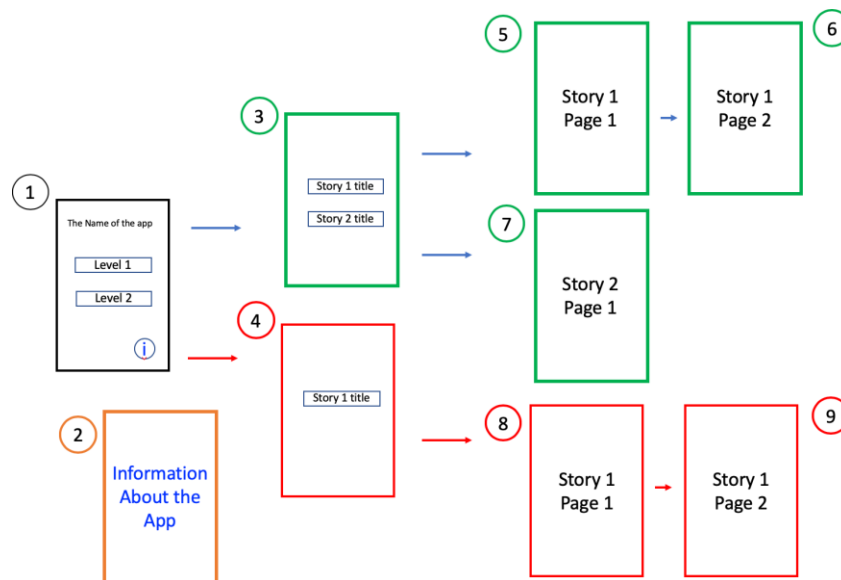 1
The Name of the app
Level 1
Level 2
i
2
Information
About the
App
3
Story 1 title
Story 2 title
4
Story 1 title
5
Story 1
Page 1
6
Story 1
Page 2
7
Story 2
Page 1
8
Story 1
Page 1
9
Story 1
Page 2